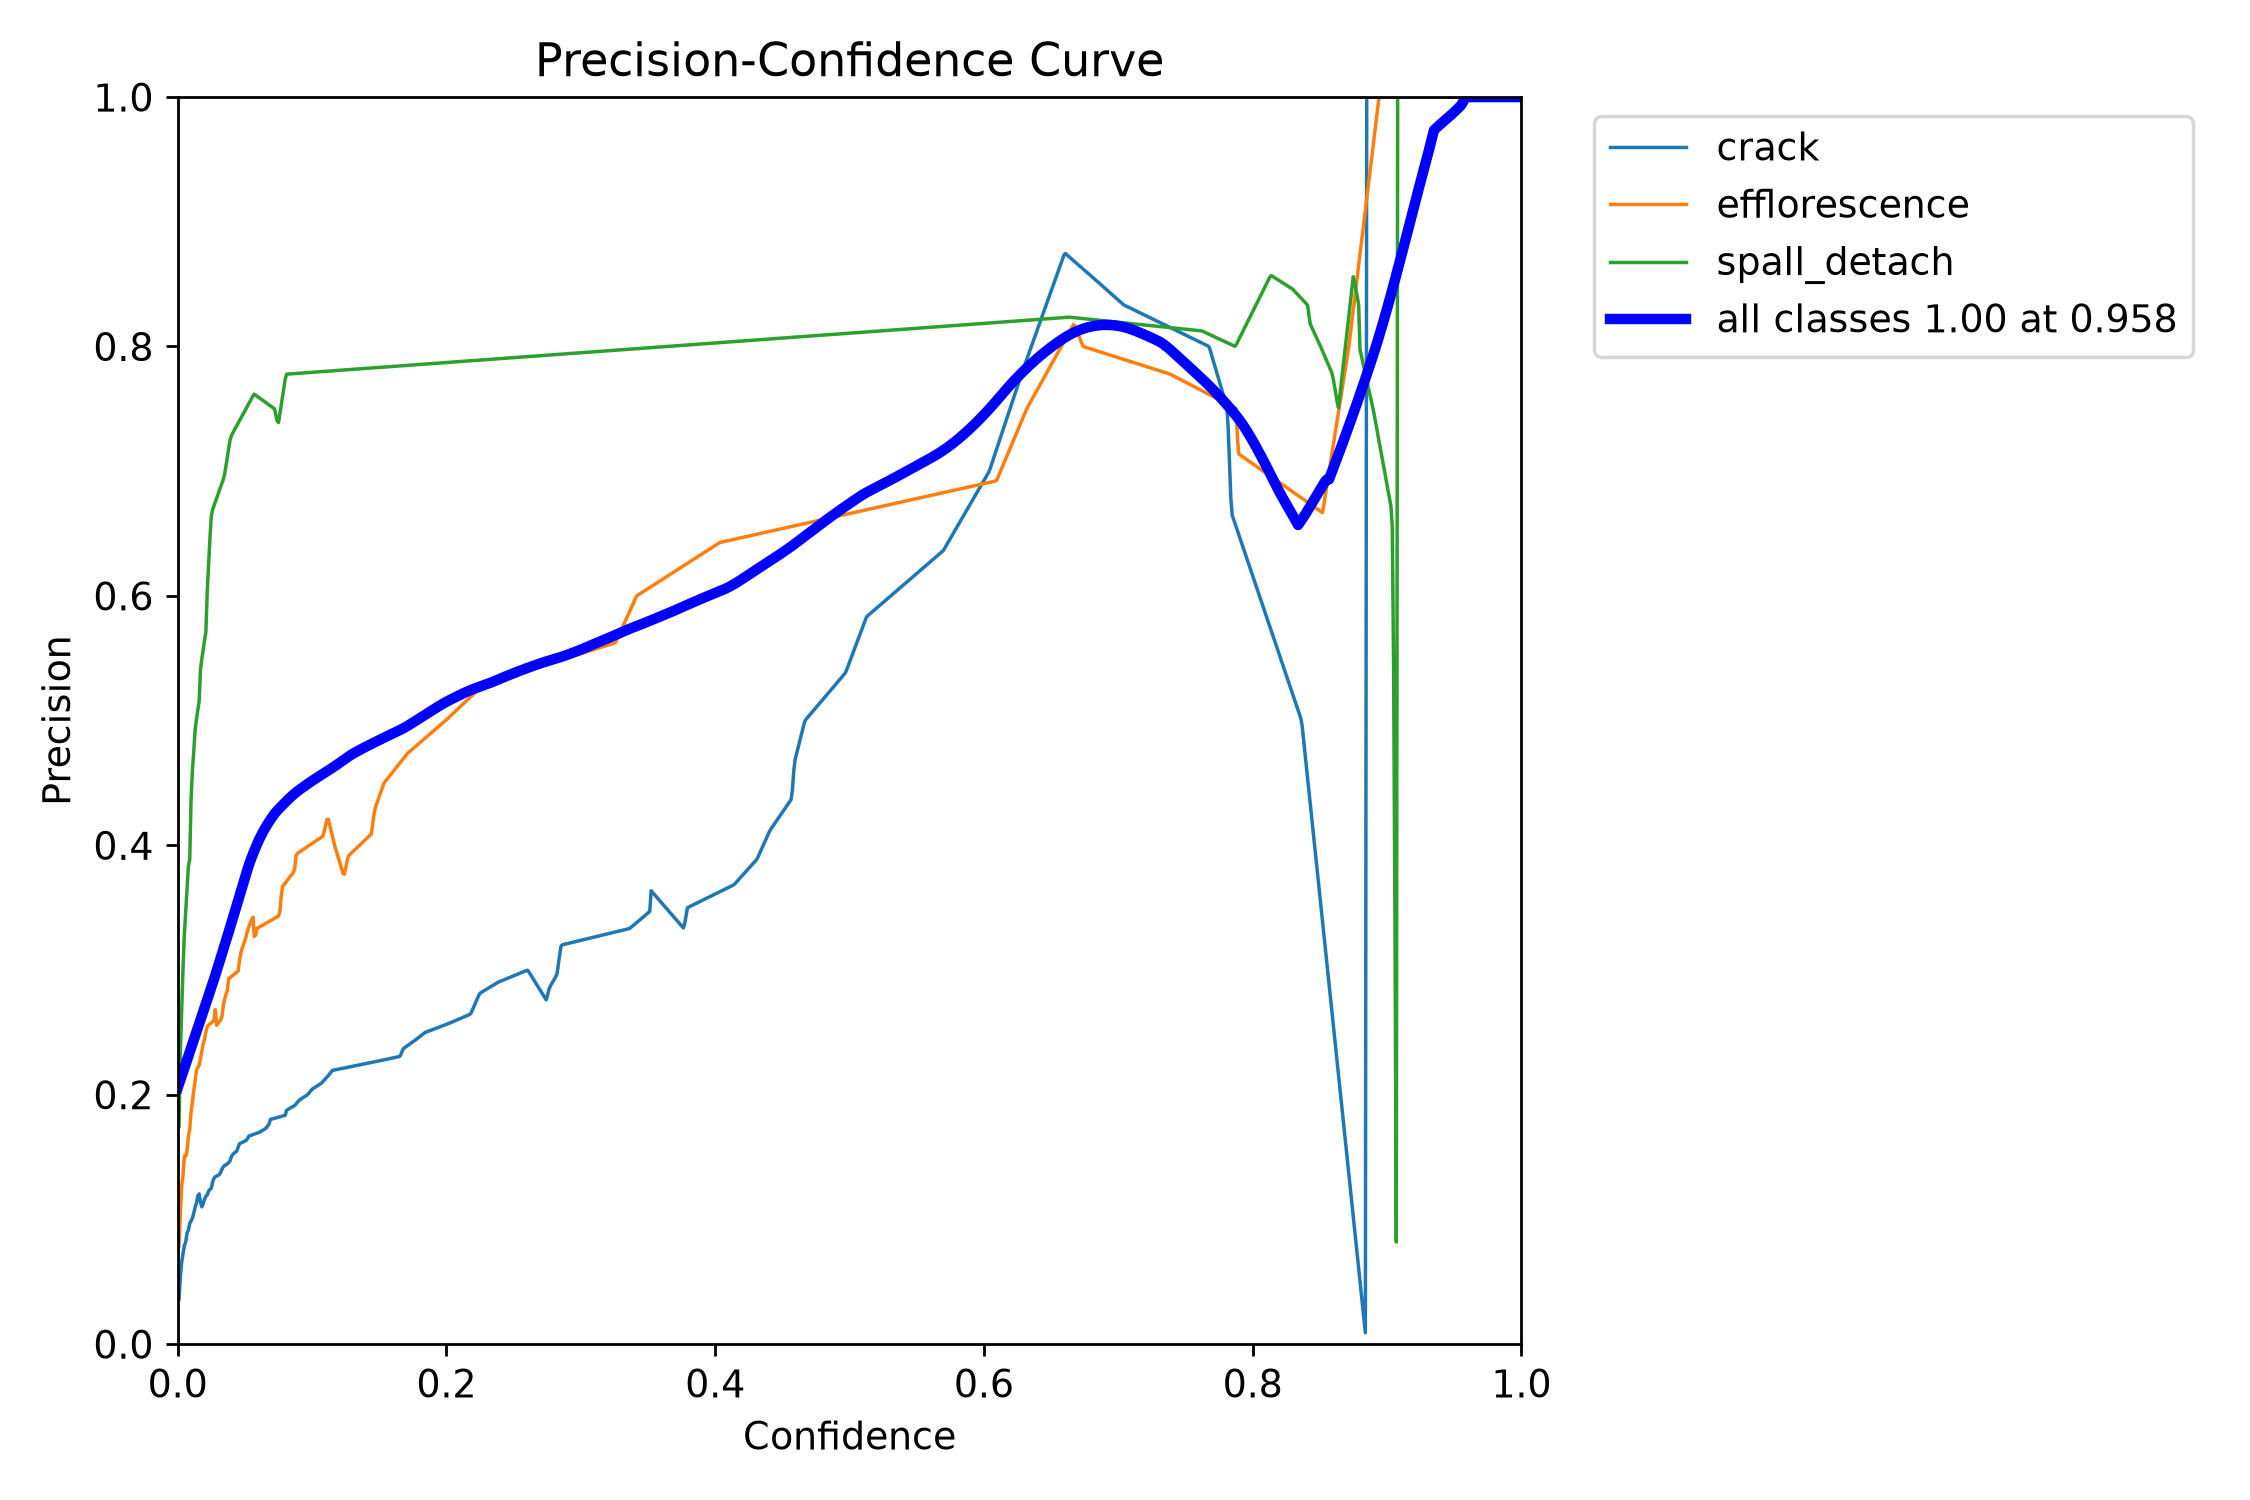 Precision-Confidence Curve
1.0
0.8
0.6
0.4
0.2
0.0
Precision
0.0 0.2 0.4 0.6 0.8 1.0
Confidence
crack
efflorescence
spall_detach
all classes 1.00 at 0.958